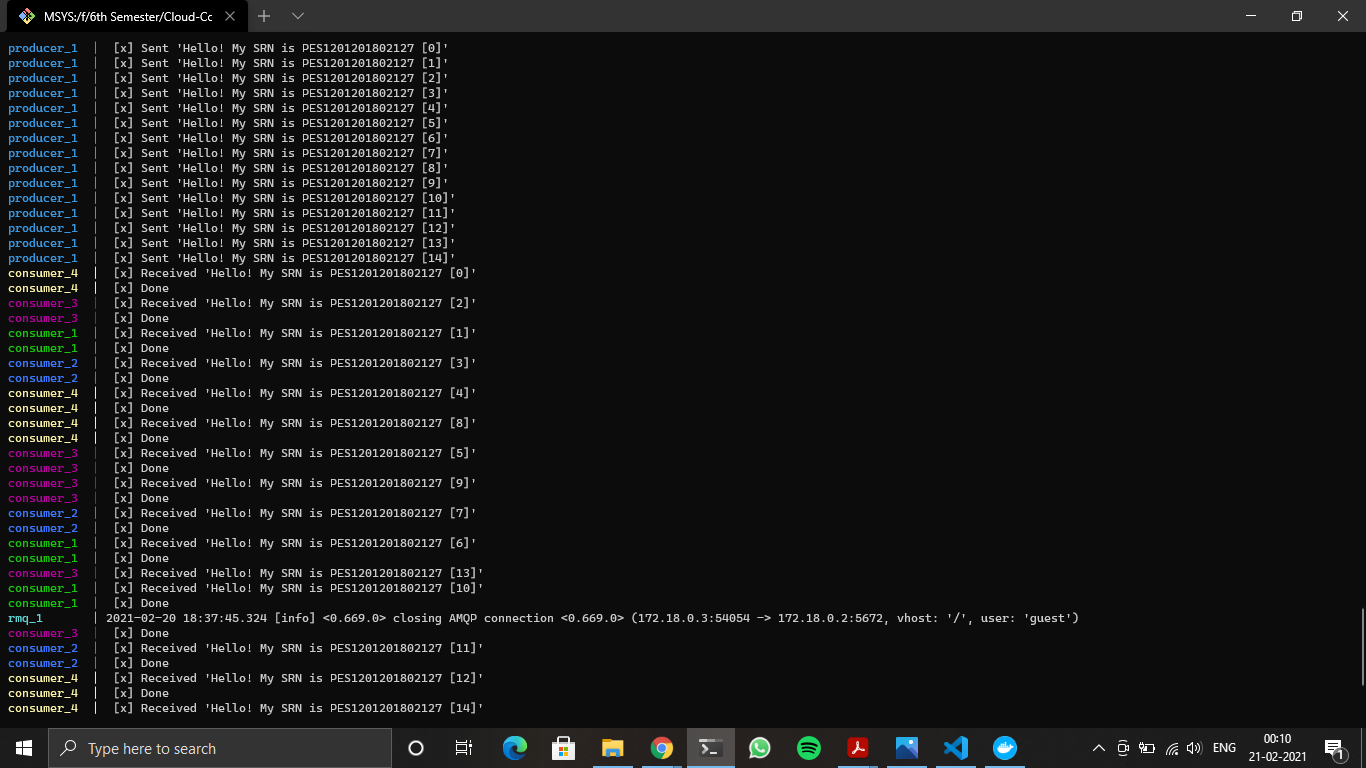 MSYS:/f/6th Semester/Cloud-Cc
producer_1 | [x] Sent 'Hello! My SRN is PES1201201802127 [0]'
producer_1 | [x] Sent 'Hello! My SRN is PES1201201802127 [1]'
producer_1 | [x] Sent 'Hello! My SRN is PES1201201802127 [2]'
producer_1 | [x] Sent 'Hello! My SRN is PES1201201802127 [3]'
producer_1 | [x] Sent 'Hello! My SRN is PES1201201802127 [4]'
producer_1 | [x] Sent 'Hello! My SRN is PES1201201802127 [5]'
producer_1 | [x] Sent 'Hello! My SRN is PES1201201802127 [6]'
producer_1 | [x] Sent 'Hello! My SRN is PES1201201802127 [7]'
producer_1 | [x] Sent 'Hello! My SRN is PES1201201802127 [8]'
producer_1 | [x] Sent 'Hello! My SRN is PES1201201802127 [9]'
producer_1 | [x] Sent 'Hello! My SRN is PES1201201802127 [10]'
producer_1 | [x] Sent 'Hello! My SRN is PES1201201802127 [11]'
producer_1 | [x] Sent 'Hello! My SRN is PES1201201802127 [12]'
producer_1 | [x] Sent 'Hello! My SRN is PES1201201802127 [13]'
producer_1 | [x] Sent 'Hello! My SRN is PES1201201802127 [14]'
consumer_4 | [x] Received 'Hello! My SRN is PES1201201802127 [0]'
consumer_4 | [x] Done
consumer_3 | [x] Received 'Hello! My SRN is PES1201201802127 [2]'
consumer_3 | [x] Done
consumer_1 | [x] Received 'Hello! My SRN is PES1201201802127 [1]'
consumer_1 | [x] Done
consumer_2 | [x] Received 'Hello! My SRN is PES1201201802127 [3]'
consumer_2 | [x] Done
consumer_4 | [x] Received 'Hello! My SRN is PES1201201802127 [4]'
consumer_4 | [x] Done
consumer_4 | [x] Received 'Hello! My SRN is PES1201201802127 [8]'
consumer_4 | [x] Done
consumer_3 | [x] Received 'Hello! My SRN is PES1201201802127 [5]'
consumer_3 | [x] Done
consumer_3 | [x] Received 'Hello! My SRN is PES1201201802127 [9]'
consumer_3 | [x] Done
consumer_2 | [x] Received 'Hello! My SRN is PES1201201802127 [7]'
consumer_2 | [x] Done
consumer_1 | [x] Received 'Hello! My SRN is PES1201201802127 [6]'
consumer_1 | [x] Done
consumer_3 | [x] Received 'Hello! My SRN is PES1201201802127 [13]'
consumer_1 | [x] Received 'Hello! My SRN is PES1201201802127 [10]'
consumer_1 | [x] Done
rmq_1 | 2021-02-20 18:37:45.324 [info] <0.669.0> closing AMQP connection <0.669.0> (172.18.0.3:54054 -> 172.18.0.2:5672, vhost: '/', user: 'guest')
consumer_3 | [x] Done
consumer_2 | [x] Received 'Hello! My SRN is PES1201201802127 [11]'
consumer_2 | [x] Done
consumer_4 | [x] Received 'Hello! My SRN is PES1201201802127 [12]'
consumer_4 | [x] Done
consumer_4 | [x] Received 'Hello! My SRN is PES1201201802127 [14]'
Type here to search
ENG
00:10
21-02-2021
1